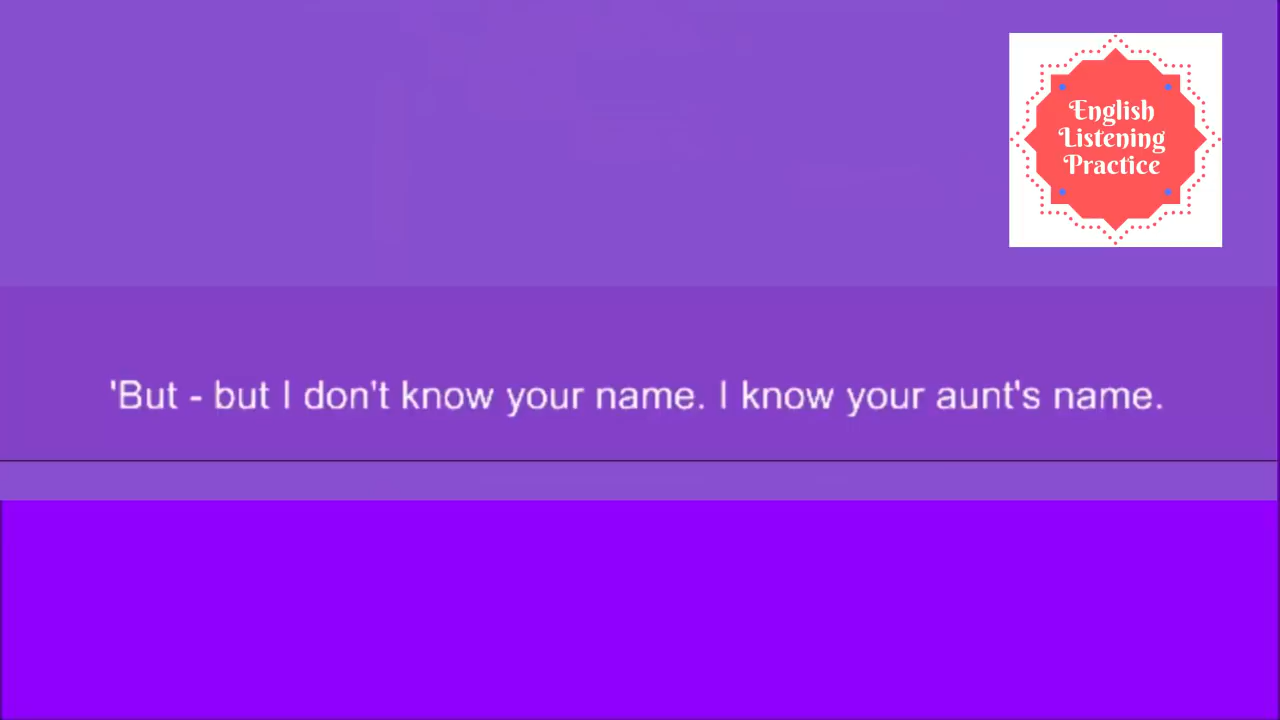 English
Listening
Practice
'But - but I don't know your name. I know your aunt's name.